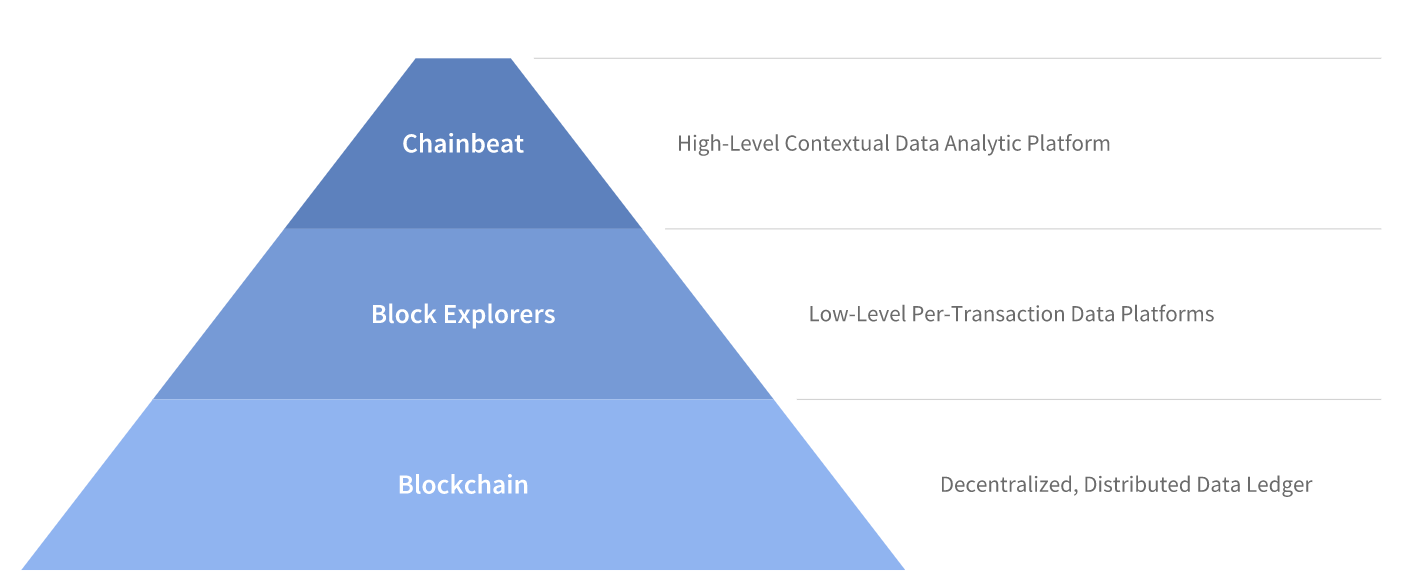 Chainbeat
High-Level Contextual Data Analytic Platform
Block Explorers
Low-Level Per-Transaction Data Platforms
Blockchain
Decentralized, Distributed Data Ledger